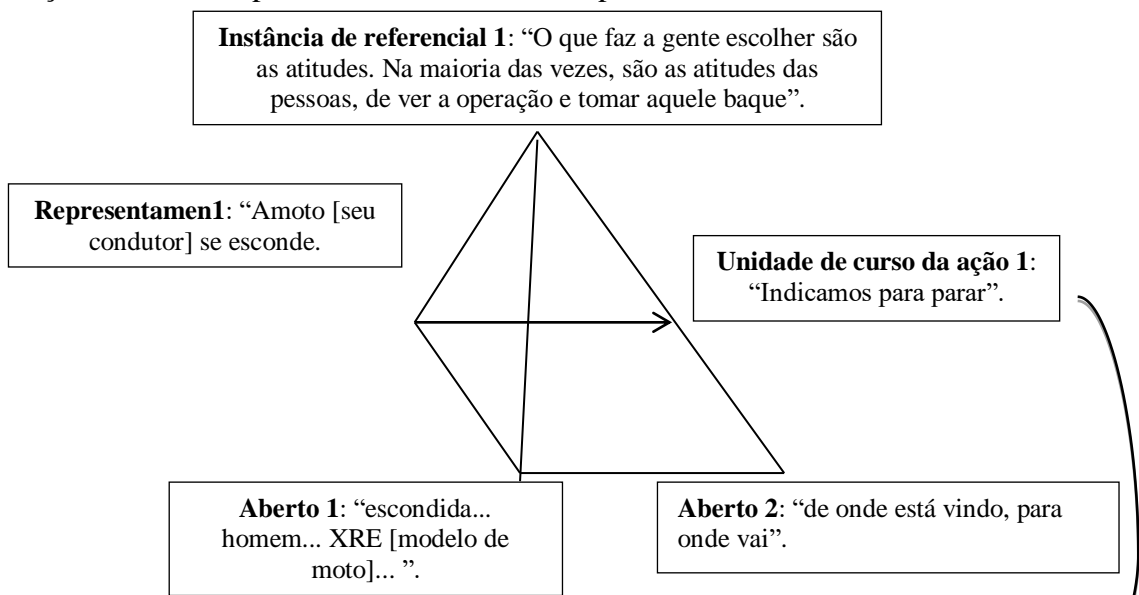 Instância de referencial 1: “O que faz a gente escolher são
as atitudes. Na maioria das vezes, são as atitudes das
pessoas, de ver a operação e tomar aquele baque”.
Representamen1: “Amoto [seu
condutor] se esconde.
Unidade de curso da ação 1:
“Indicamos para parar”.
Aberto 1: “escondida...
homem... XRE [modelo de
moto]... ”.
Aberto 2: “de onde está vindo, para
onde vai”.